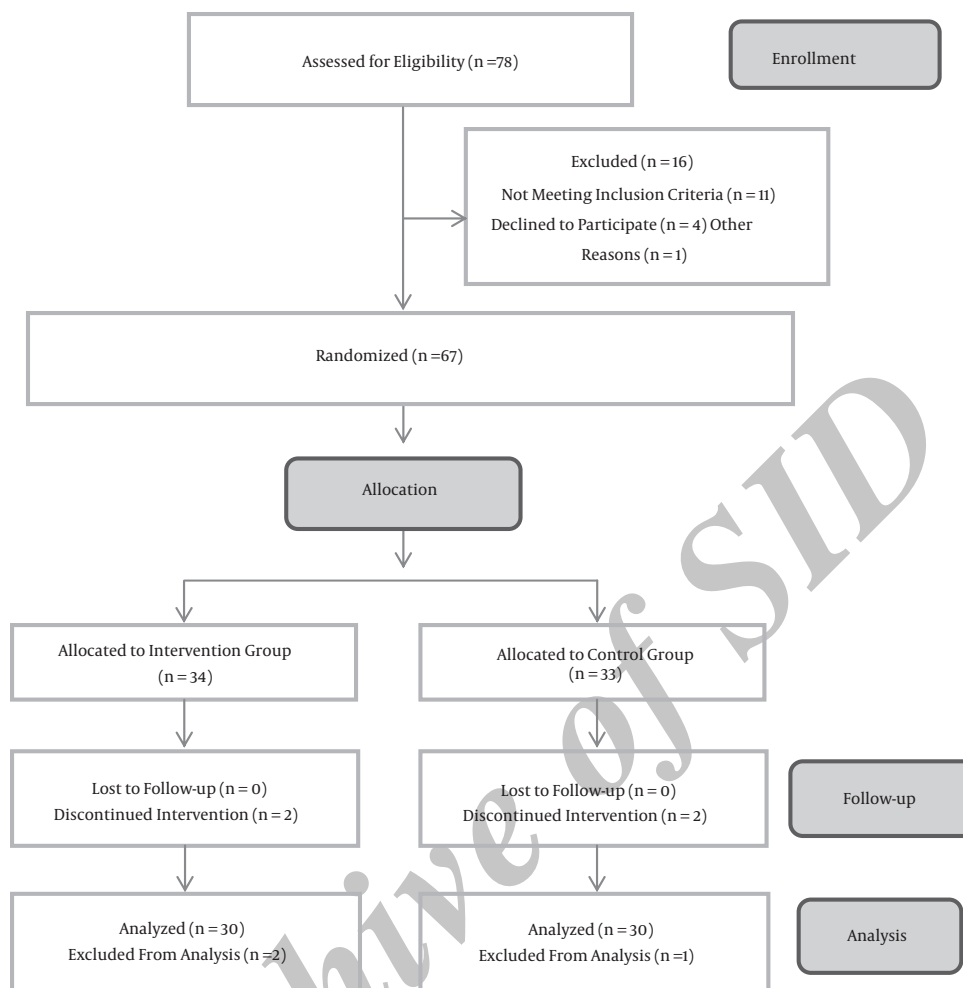 Assessed for Eligibility (n =78)
Enrollment
Excluded (n = 16)
Not Meeting Inclusion Criteria (n = 11)
Declined to Participate (n = 4) Other
Reasons (n = 1)
Randomized (n =67)
Allocation
Allocated to Intervention Group
(n = 34)
Allocated to Control Group
(n = 33)
Lost to Follow-up (n = 0)
Discontinued Intervention (n = 2)
Lost to Follow-up (n = 0)
Discontinued Intervention (n = 2)
Follow-up
Analyzed (n = 30)
Excluded From Analysis (n =2)
Analyzed (n = 30)
Excluded From Analysis (n =1)
Analysis
hive of SID